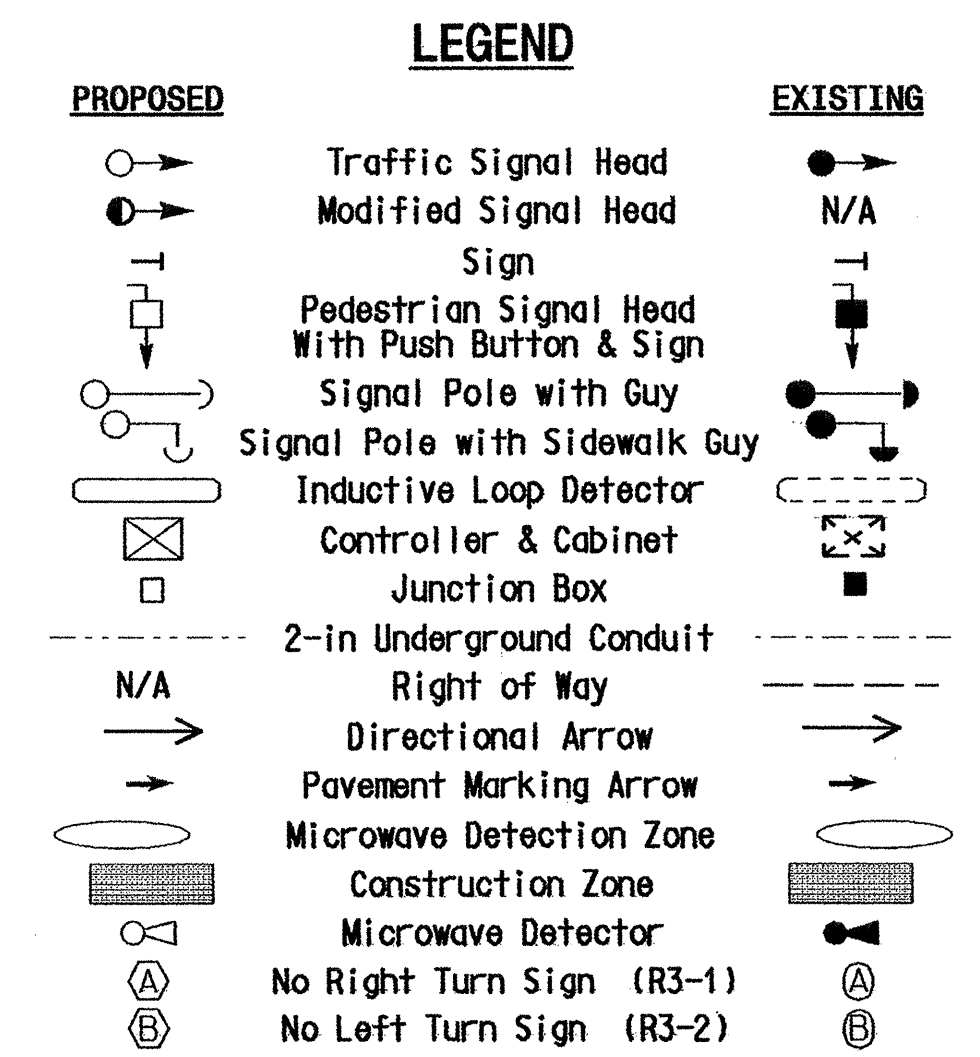 LEGEND
PROPOSED EXISTING
Traffic Signal Head
Modified Signal Head N/A
Sign
Pedestrian Signal Head
With Push Button & Sign
Signal Pole with Guy
Signal Pole with Sidewalk Guy
Inductive Loop Detector
Controller & Cabinet
Junction Box
2-in Underground Conduit
N/A Right of Way
Directional Arrow
Pavement Marking Arrow
Microwave Detection Zone
Construction Zone
Microwave Detector
A No Right Turn Sign (R3-1) A
B No Left Turn Sign (R3-2) B